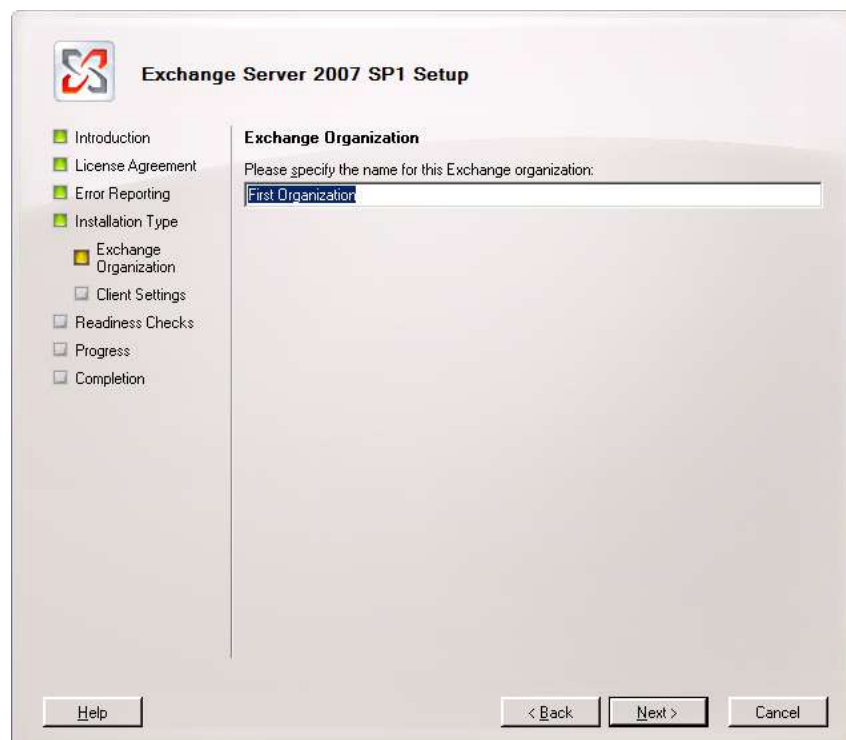 Exchange Server 2007 SP1 Setup
Introduction
License Agreement
Error Reporting
Installation Type
Exchange
Organization
Client Settings
Readiness Checks
Progress
Completion
Exchange Organization
Please specify the name for this Exchange organization:
First Organization
Help
< Back
Next >
Cancel